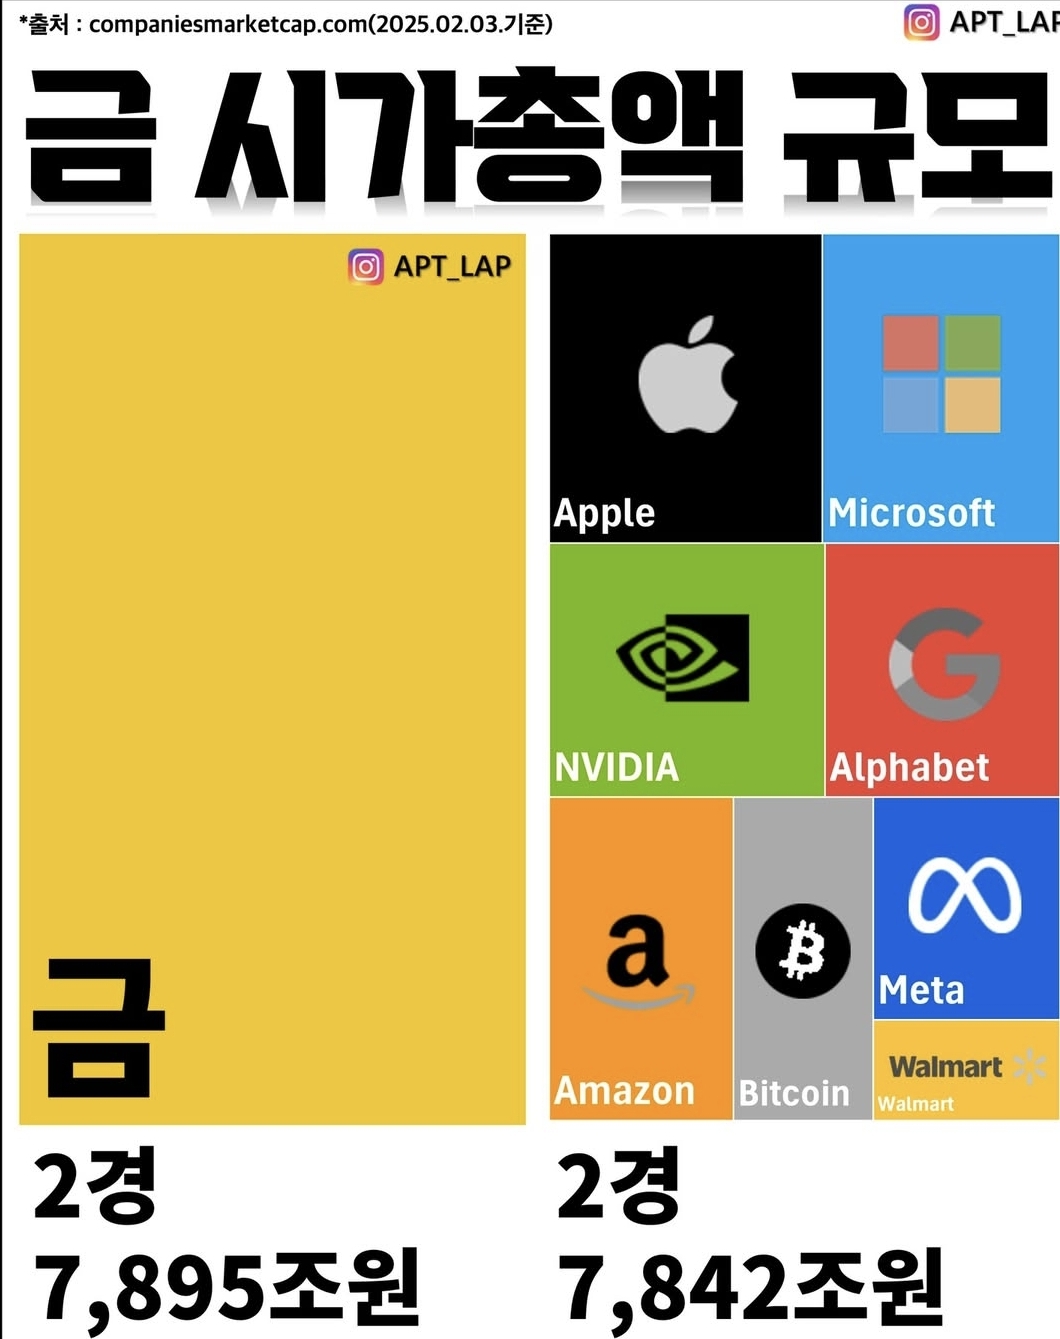 *출처 : companiesmarketcap.com(2025.02.03.기준)
APT_LAP
금 시가총액 규모
APT_LAP
금
Apple
Microsoft
NVIDIA
Alphabet
a
Amazon
Bitcoin
Meta
Walmart
Walmart
2경
7,895조원
2경
7,842조원